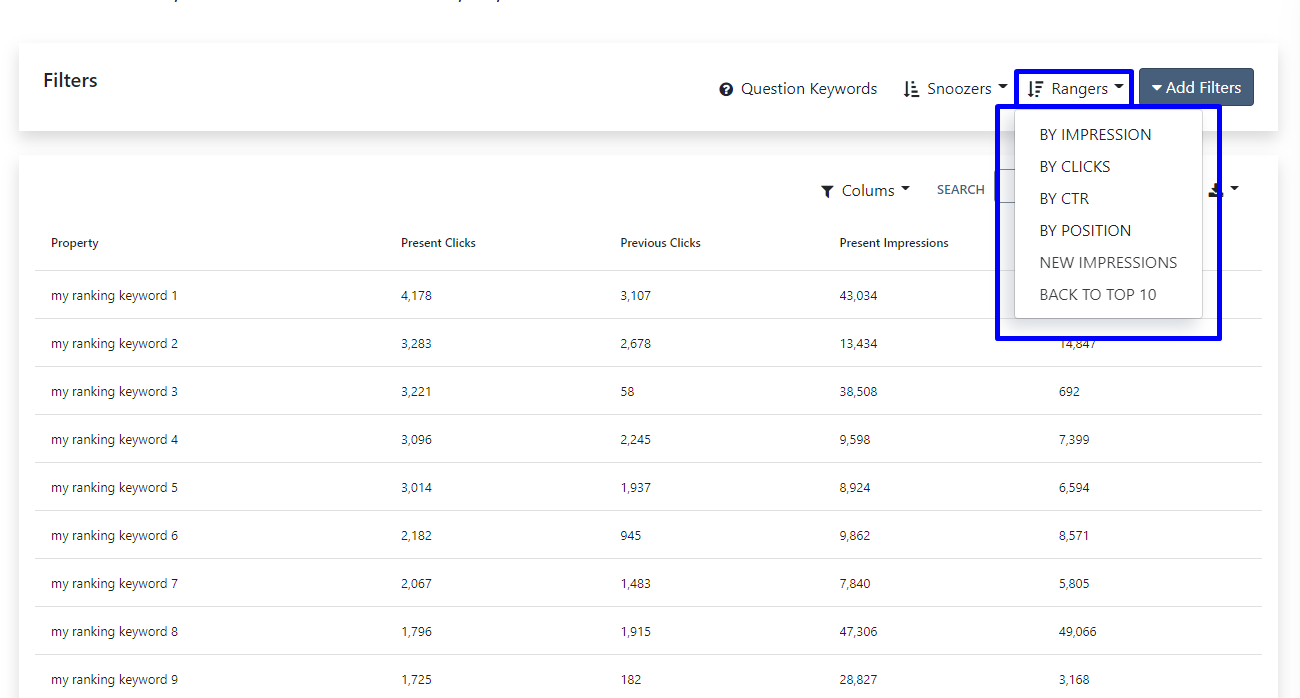 Filters
Question Keywords Snoozers Rangers Add Filters
BY IMPRESSION
BY CLICKS
BY CTR
BY POSITION
NEW IMPRESSIONS
BACK TO TOP 10
Colums SEARCH
Property Present Clicks Previous Clicks Present Impressions
my ranking keyword 1 4,178 3,107 43,034
my ranking keyword 2 3,283 2,678 13,434 14,847
my ranking keyword 3 3,221 58 38,508 692
my ranking keyword 4 3,096 2,245 9,598 7,399
my ranking keyword 5 3,014 1,937 8,924 6,594
my ranking keyword 6 2,182 945 9,862 8,571
my ranking keyword 7 2,067 1,483 7,840 5,805
my ranking keyword 8 1,796 1,915 47,306 49,066
my ranking keyword 9 1,725 182 28,827 3,168